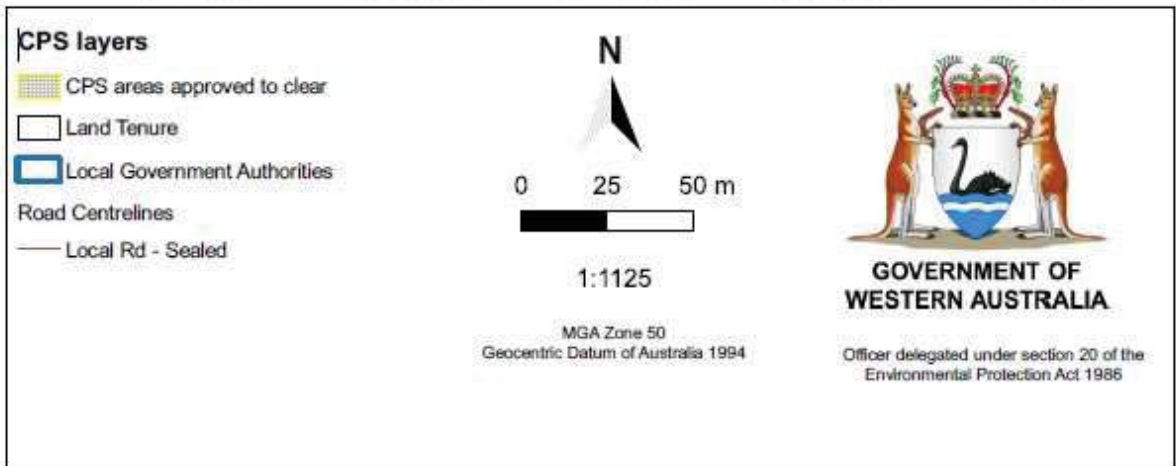 CPS layers
CPS areas approved to clear
Land Tenure
Local Government Authorities
Road Centrelines
Local Rd - Sealed
N
0 25 50 m
1:1125
MGA Zone 50
Geocentric Datum of Australia 1994
GOVERNMENT OF
WESTERN AUSTRALIA
Officer delegated under section 20 of the
Environmental Protection Act 1986